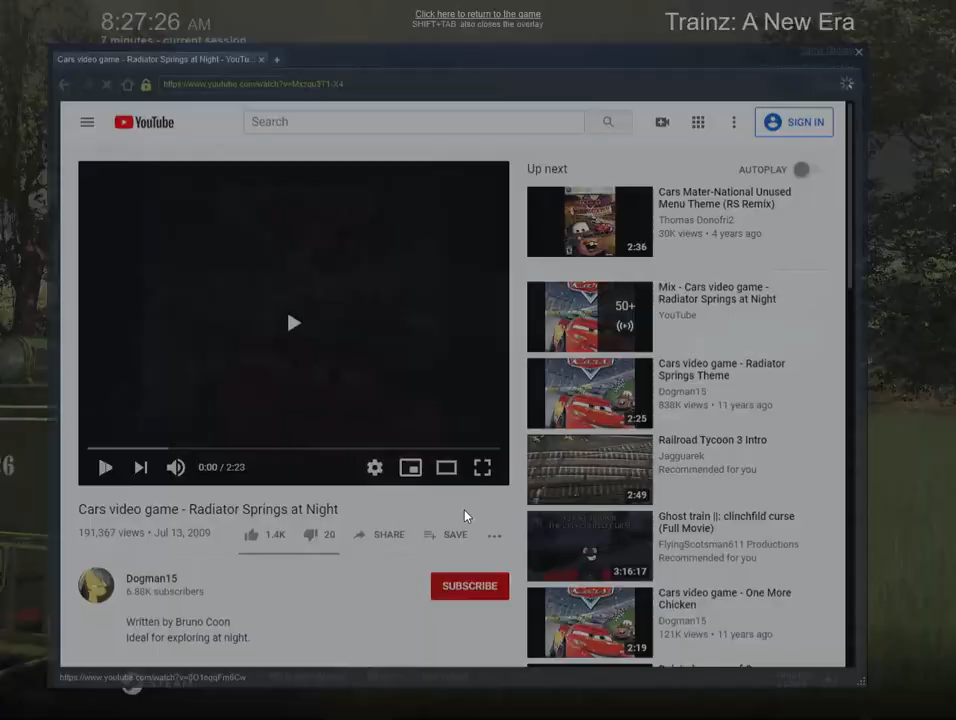 8:27:26 AM
7 minutes - current session
Click here to return to the game
SHIFT+TAB also closes the overlay
Trainz: A New Era
Cars video game - Radiator Springs at Night - YouTu...
YouTube
Search
SIGN IN
Up next
AUTOPLAY
Cars Mater-National Unused
Menu Theme (RS Remix)
Thomas Donofri2
30K views • 4 years ago
2:36
Mix - Cars video game -
Radiator Springs at Night
YouTube
50+
Cars video game - Radiator
Springs Theme
Dogman15
838K views • 11 years ago
2:25
Railroad Tycoon 3 Intro
Jagguarek
Recommended for you
2:49
Ghost train ||: clinchfild curse
(Full Movie)
FlyingScotsman611 Productions
Recommended for you
3:16:17
Cars video game - One More
Chicken
Dogman15
121K views • 11 years ago
2:19
0:00 / 2:23
Cars video game - Radiator Springs at Night
191,367 views • Jul 13, 2009
1.4K
20
SHARE
SAVE
Dogman15
6.88K subscribers
SUBSCRIBE
Written by Bruno Coon
Ideal for exploring at night.